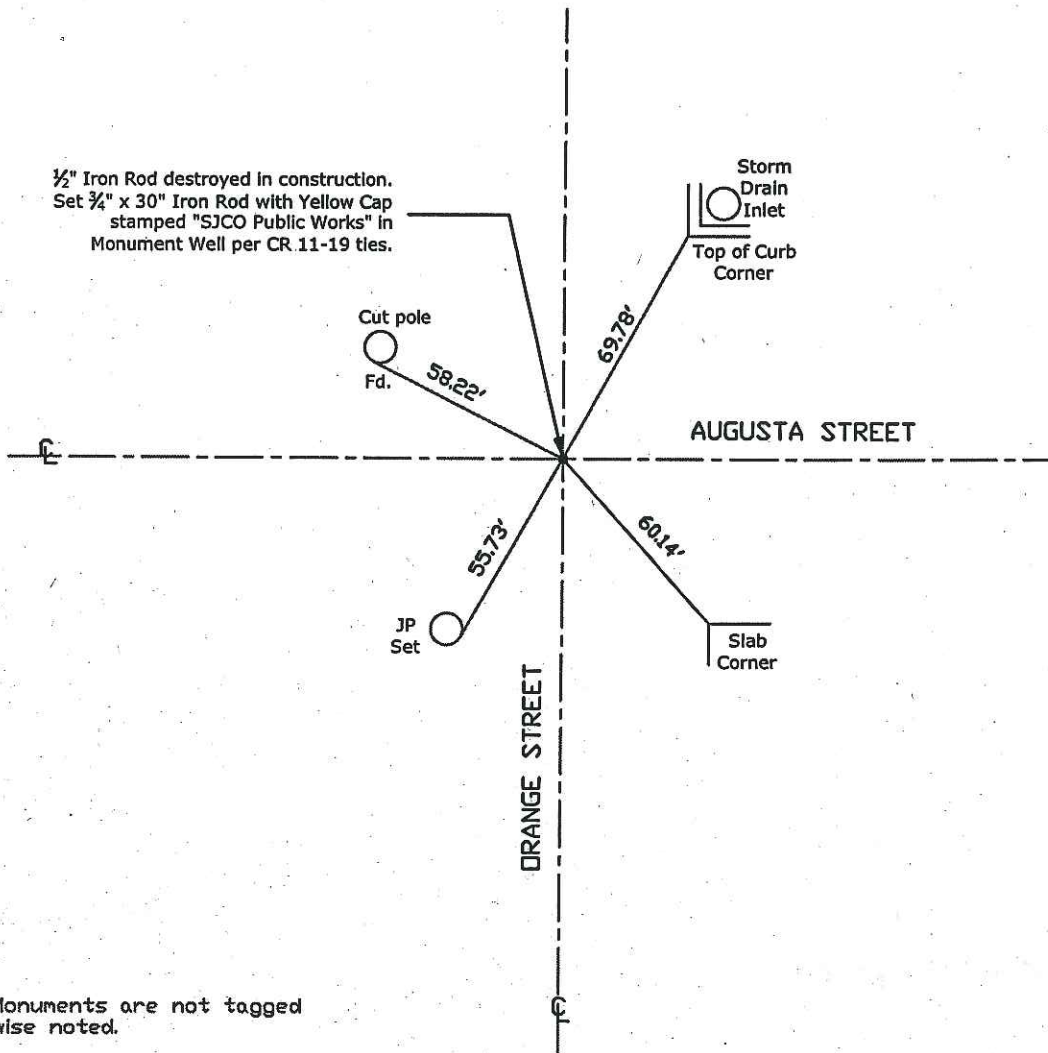 ½" Iron Rod destroyed in construction.
Set ¾" x 30" Iron Rod with Yellow Cap
stamped "SJCO Public Works" in
Monument Well per CR 11-19 ties.
Storm
Drain
Inlet
Top of Curb
Corner
Cut pole
Fd.
58.22'
69.78'
℄
AUGUSTA STREET
55.73'
60.14'
JP
Set
Slab
Corner
ORANGE STREET
Monuments are not tagged
wise noted.
℄